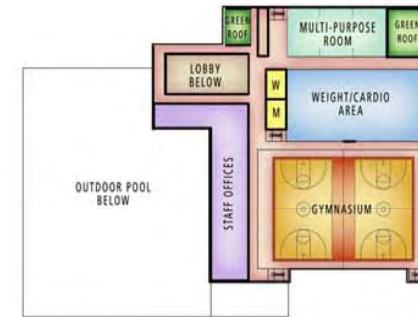 GREEN
ROOF
MULTI-PURPOSE
ROOM
GREEN
ROOF
LOBBY
BELOW
W
M
WEIGHT/CARDIO
AREA
OUTDOOR POOL
BELOW
STAFF OFFICES
GYMNASIUM